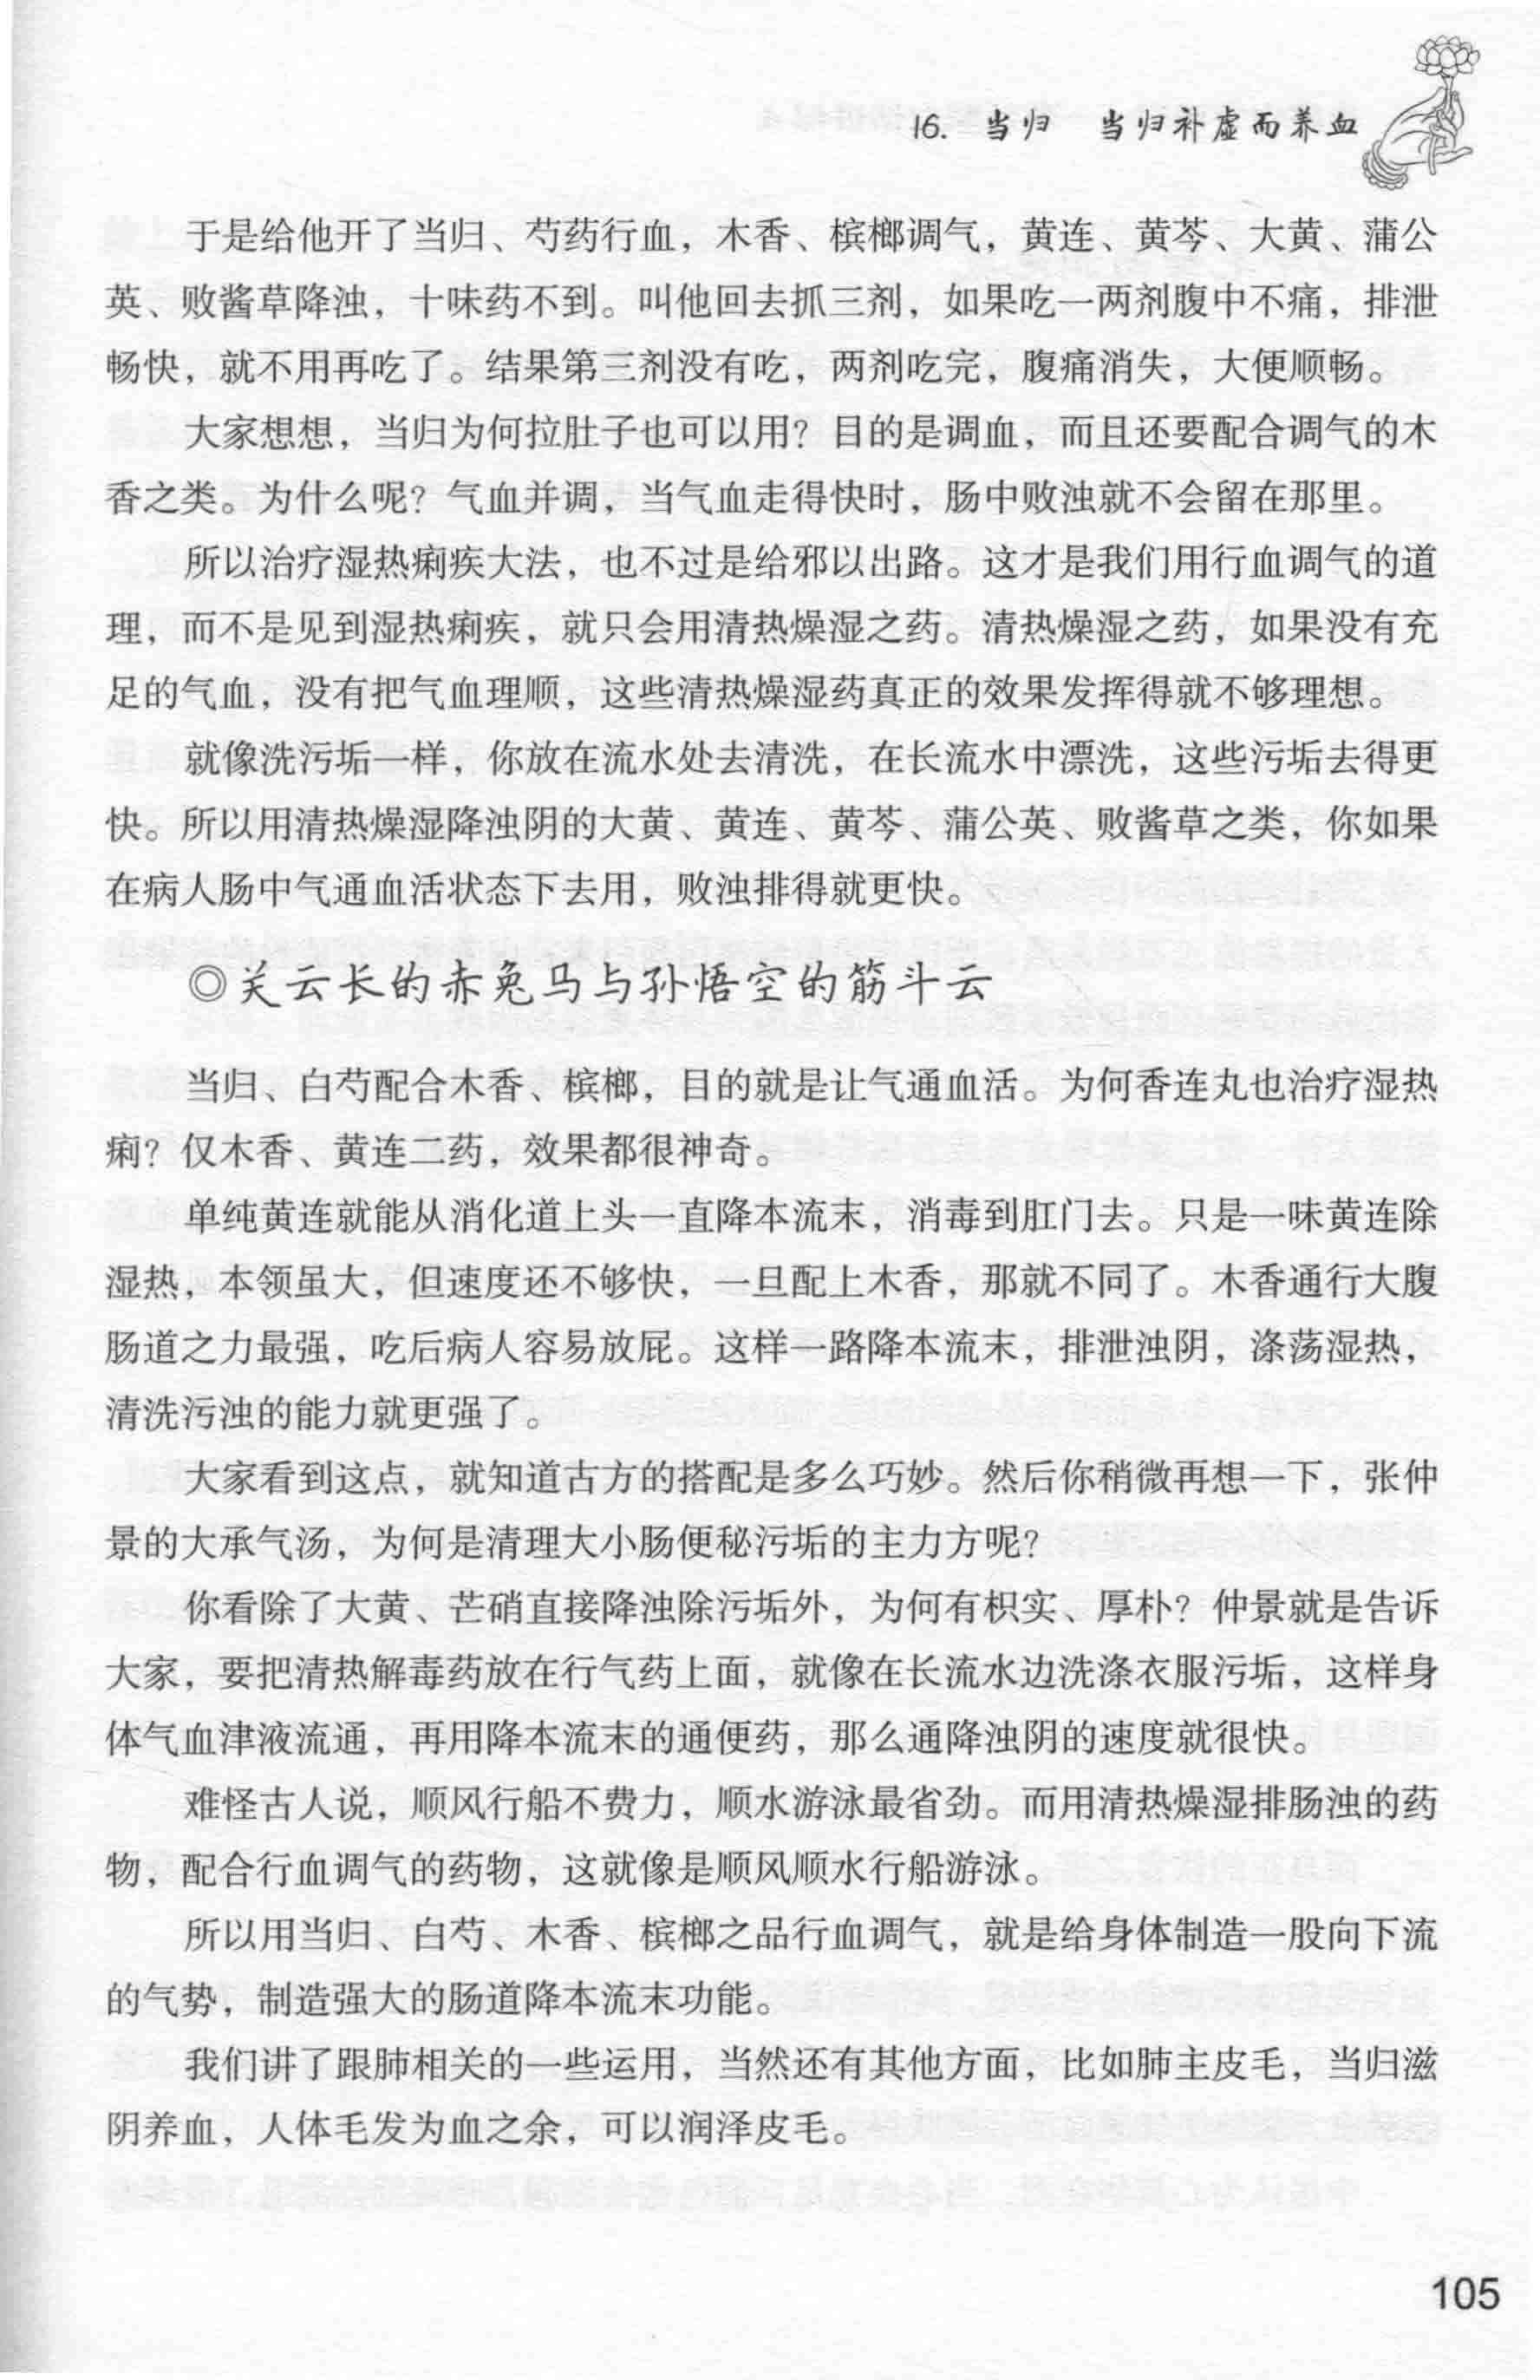 16. 当归　当归补虚而养血
于是给他开了当归、芍药行血，木香、槟榔调气，黄连、黄芩、大黄、蒲公
英、败酱草降浊，十味药不到。叫他回去抓三剂，如果吃一两剂腹中不痛，排泄
畅快，就不用再吃了。结果第三剂没有吃，两剂吃完，腹痛消失，大便顺畅。
大家想想，当归为何拉肚子也可以用？目的是调血，而且还要配合调气的木
香之类。为什么呢？气血并调，当气血走得快时，肠中败浊就不会留在那里。
所以治疗湿热痢疾大法，也不过是给邪以出路。这才是我们用行血调气的道
理，而不是见到湿热痢疾，就只会用清热燥湿之药。清热燥湿之药，如果没有充
足的气血，没有把气血理顺，这些清热燥湿药真正的效果发挥得就不够理想。
就像洗污垢一样，你放在流水处去清洗，在长流水中漂洗，这些污垢去得更
快。所以用清热燥湿降浊阴的大黄、黄连、黄芩、蒲公英、败酱草之类，你如果
在病人肠中气通血活状态下去用，败浊排得就更快。
◎关云长的赤兔马与孙悟空的筋斗云
当归、白芍配合木香、槟榔，目的就是让气通血活。为何香连丸也治疗湿热
痢？仅木香、黄连二药，效果都很神奇。
单纯黄连就能从消化道上头一直降本流末，消毒到肛门去。只是一味黄连除
湿热，本领虽大，但速度还不够快，一旦配上木香，那就不同了。木香通行大腹
肠道之力最强，吃后病人容易放屁。这样一路降本流末，排泄浊阴，涤荡湿热，
清洗污浊的能力就更强了。
大家看到这点，就知道古方的搭配是多么巧妙。然后你稍微再想一下，张仲
景的大承气汤，为何是清理大小肠便秘污垢的主力方呢？
你看除了大黄、芒硝直接降浊除污垢外，为何有枳实、厚朴？仲景就是告诉
大家，要把清热解毒药放在行气药上面，就像在长流水边洗涤衣服污垢，这样身
体气血津液流通，再用降本流末的通便药，那么通降浊阴的速度就很快。
难怪古人说，顺风行船不费力，顺水游泳最省劲。而用清热燥湿排肠浊的药
物，配合行血调气的药物，这就像是顺风顺水行船游泳。
所以用当归、白芍、木香、槟榔之品行血调气，就是给身体制造一股向下流
的气势，制造强大的肠道降本流末功能。
我们讲了跟肺相关的一些运用，当然还有其他方面，比如肺主皮毛，当归滋
阴养血，人体毛发为血之余，可以润泽皮毛。
105